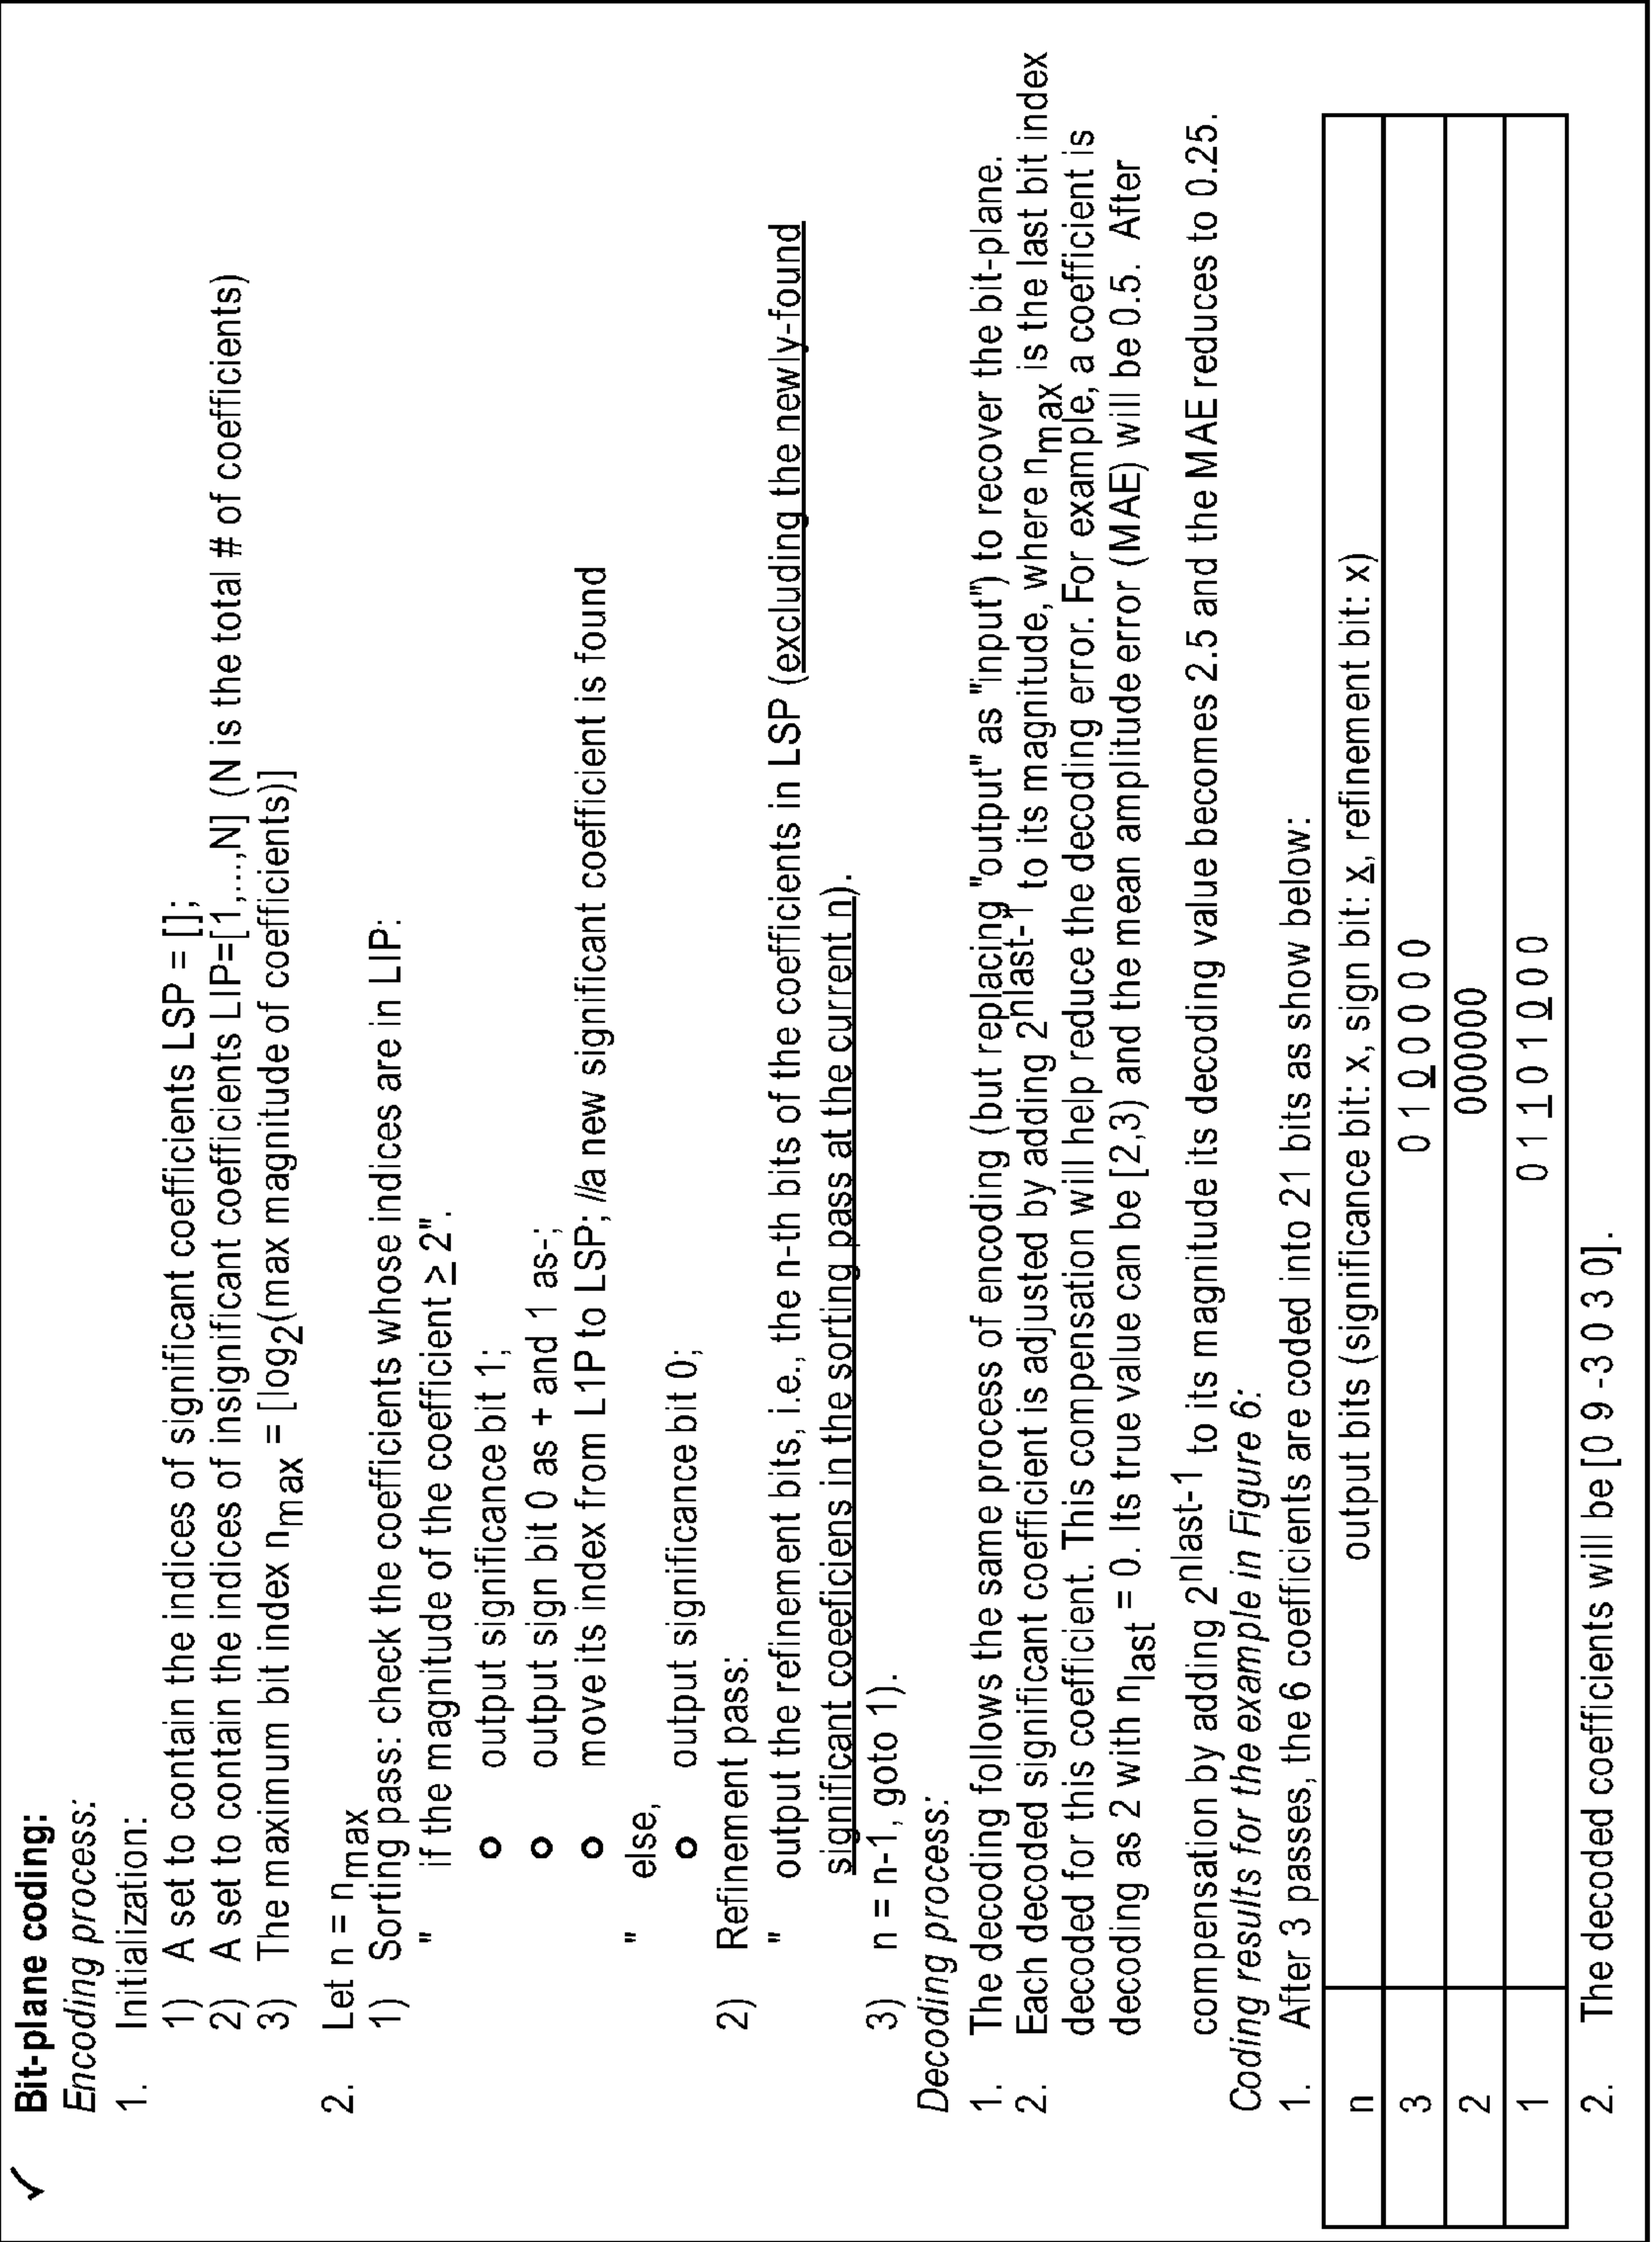 ✓ Bit-plane coding:
Encoding process:
1. Initialization:
1) A set to contain the indices of significant coefficients LSP = [];
2) A set to contain the indices of insignificant coefficients LIP=[1,...,N] (N is the total # of coefficients)
3) The maximum bit index nmax = [log2(max magnitude of coefficients)]
2. Let n = nmax
1) Sorting pass: check the coefficients whose indices are in LIP:
" if the magnitude of the coefficient ≥ 2".
o output significance bit 1;
o output sign bit 0 as + and 1 as-;
o move its index from L1P to LSP; //a new significant coefficient is found
" else,
o output significance bit 0;
2) Refinement pass:
" output the refinement bits, i.e., the n-th bits of the coefficients in LSP (excluding the newly-found
significant coeficiens in the sorting pass at the current n).
3) n = n-1, goto 1).
Decoding process:
1. The decoding follows the same process of encoding (but replacing "output" as "input") to recover the bit-plane.
2. Each decoded significant coefficient is adjusted by adding 2nlast-1 to its magnitude, where nmax is the last bit index
decoded for this coefficient. This compensation will help reduce the decoding error. For example, a coefficient is
decoding as 2 with nlast = 0. Its true value can be [2,3) and the mean amplitude error (MAE) will be 0.5. After
compensation by adding 2nlast-1 to its magnitude its decoding value becomes 2.5 and the MAE reduces to 0.25.
Coding results for the example in Figure 6:
1. After 3 passes, the 6 coefficients are coded into 21 bits as show below:
n output bits (significance bit: x, sign bit: x, refinement bit: x)
3 0 1 0 0 0 0 0
2 000000
1 0 1 1 0 1 0 0 0
2. The decoded coefficients will be [0 9 -3 0 3 0].